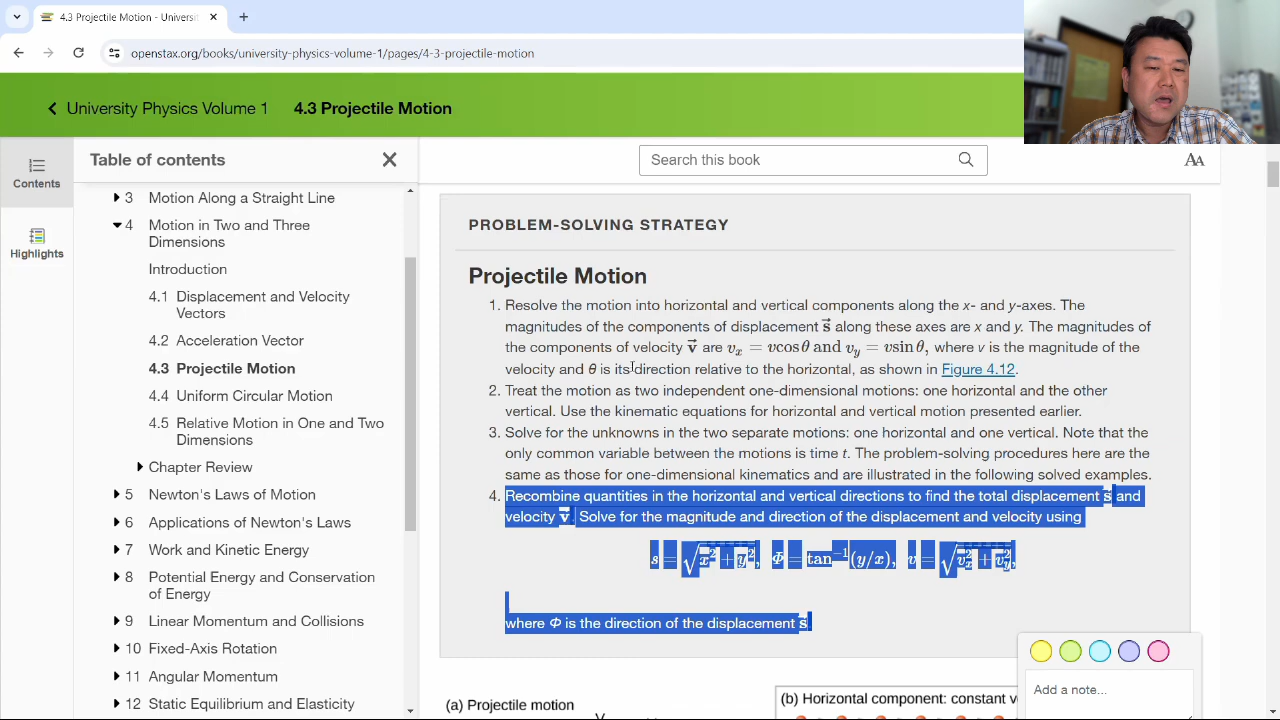 4.3 Projectile Motion - Universi
openstax.org/books/university-physics-volume-1/pages/4-3-projectile-motion
University Physics Volume 1 4.3 Projectile Motion
Contents
Highlights
Table of contents
3 Motion Along a Straight Line
4 Motion in Two and Three
Dimensions
Introduction
4.1 Displacement and Velocity
Vectors
4.2 Acceleration Vector
4.3 Projectile Motion
4.4 Uniform Circular Motion
4.5 Relative Motion in One and Two
Dimensions
Chapter Review
5 Newton's Laws of Motion
6 Applications of Newton's Laws
7 Work and Kinetic Energy
8 Potential Energy and Conservation
of Energy
9 Linear Momentum and Collisions
10 Fixed-Axis Rotation
11 Angular Momentum
12 Static Equilibrium and Elasticity
Search this book
AA
PROBLEM-SOLVING STRATEGY
Projectile Motion
1. Resolve the motion into horizontal and vertical components along the x- and y-axes. The
magnitudes of the components of displacement s⃗ along these axes are x and y. The magnitudes of
the components of velocity v⃗ are vₓ = vcosθ and v_y = vsinθ, where v is the magnitude of the
velocity and θ is its direction relative to the horizontal, as shown in Figure 4.12.
2. Treat the motion as two independent one-dimensional motions: one horizontal and the other
vertical. Use the kinematic equations for horizontal and vertical motion presented earlier.
3. Solve for the unknowns in the two separate motions: one horizontal and one vertical. Note that the
only common variable between the motions is time t. The problem-solving procedures here are the
same as those for one-dimensional kinematics and are illustrated in the following solved examples.
4. Recombine quantities in the horizontal and vertical directions to find the total displacement s⃗ and
velocity v⃗. Solve for the magnitude and direction of the displacement and velocity using
s = √(x² + y²), Φ = tan⁻¹(y/x), v = √(vₓ² + v_y²),
where Φ is the direction of the displacement s⃗.
Add a note...
(a) Projectile motion
(b) Horizontal component: constant v